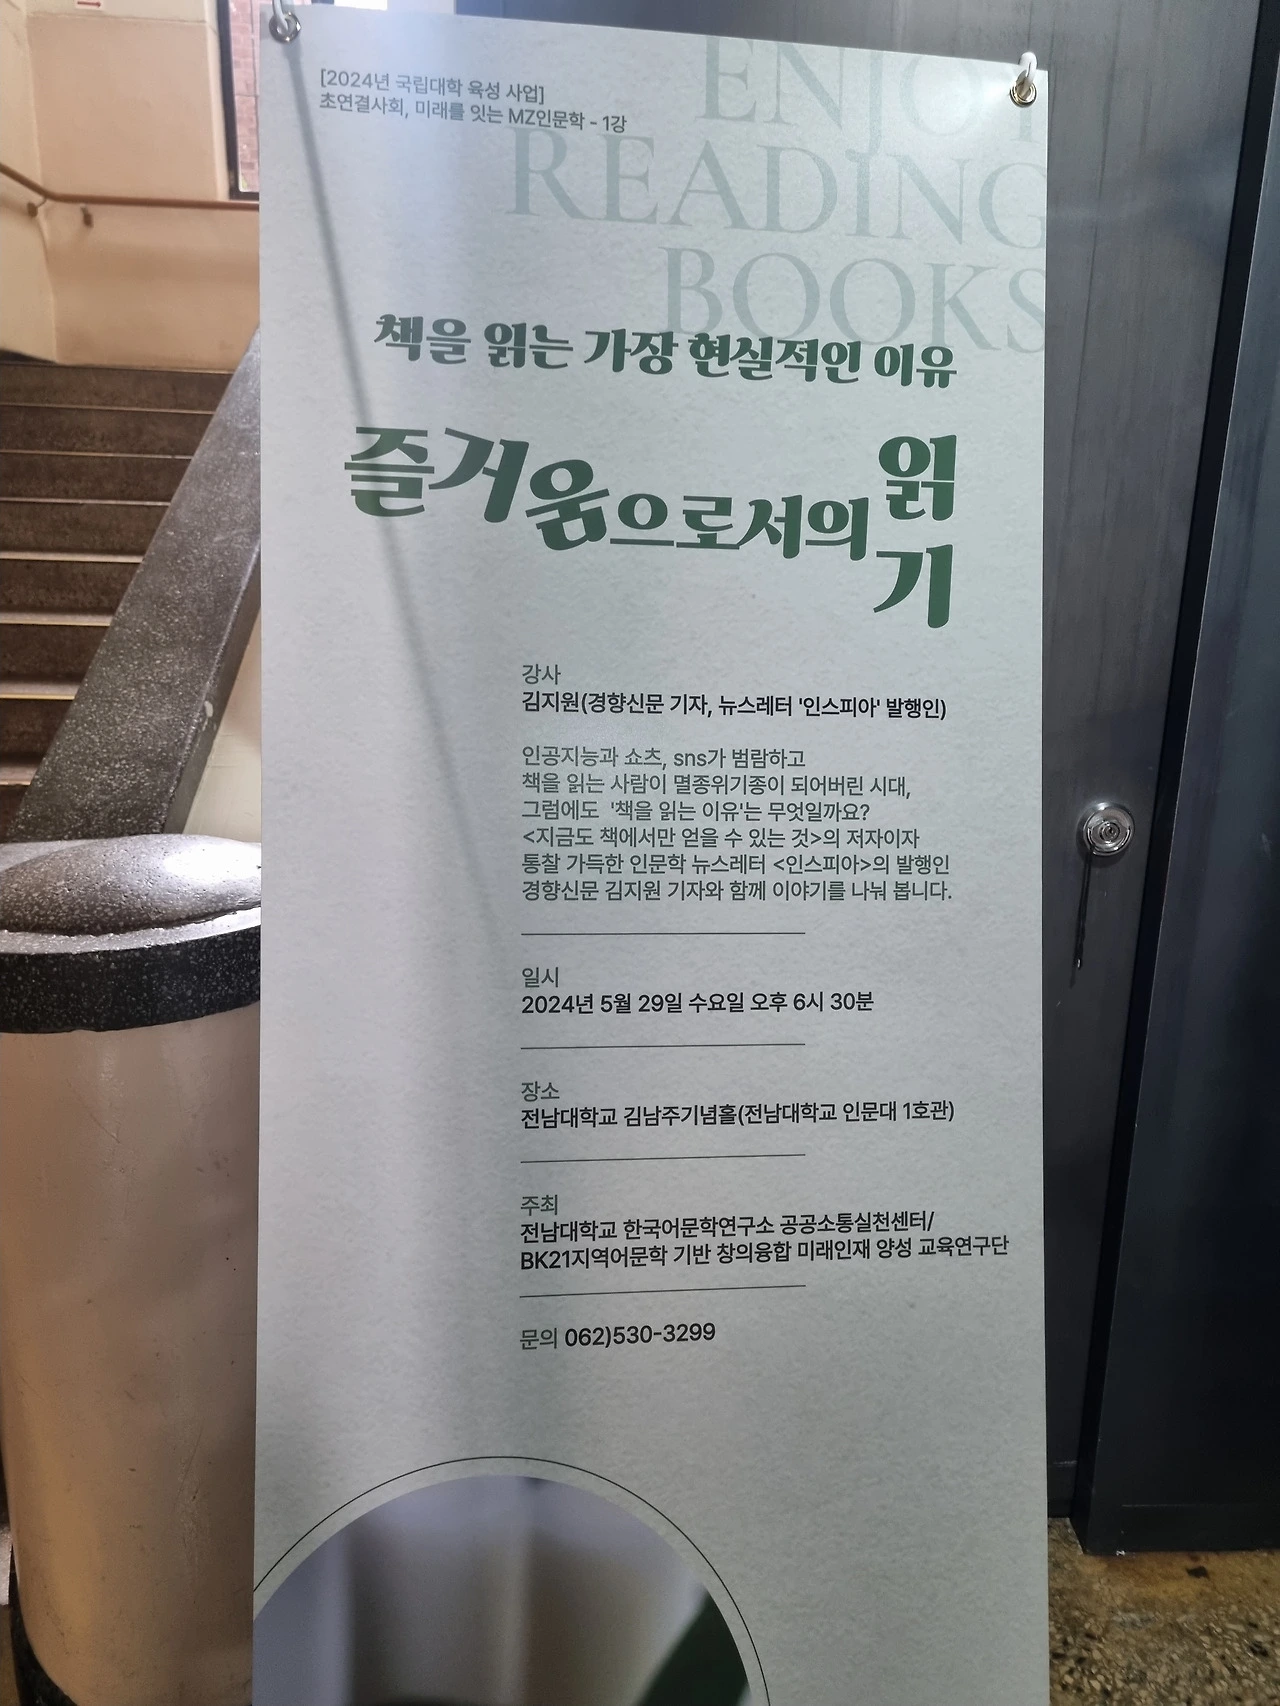 [2024년 국립대학 육성 사업]
초연결사회, 미래를 잇는 MZ인문학 - 1강
ENJOY
READING
BOOKS
책을 읽는 가장 현실적인 이유
즐거움으로서의 읽기
강사
김지원(경향신문 기자, 뉴스레터 '인스피아' 발행인)
인공지능과 쇼츠, sns가 범람하고
책을 읽는 사람이 멸종위기종이 되어버린 시대,
그럼에도 '책을 읽는 이유'는 무엇일까요?
<지금도 책에서만 얻을 수 있는 것>의 저자이자
통찰 가득한 인문학 뉴스레터 <인스피아>의 발행인
경향신문 김지원 기자와 함께 이야기를 나눠 봅니다.
일시
2024년 5월 29일 수요일 오후 6시 30분
장소
전남대학교 김남주기념홀(전남대학교 인문대 1호관)
주최
전남대학교 한국어문학연구소 공공소통실천센터/
BK21지역어문학 기반 창의융합 미래인재 양성 교육연구단
문의 062)530-3299